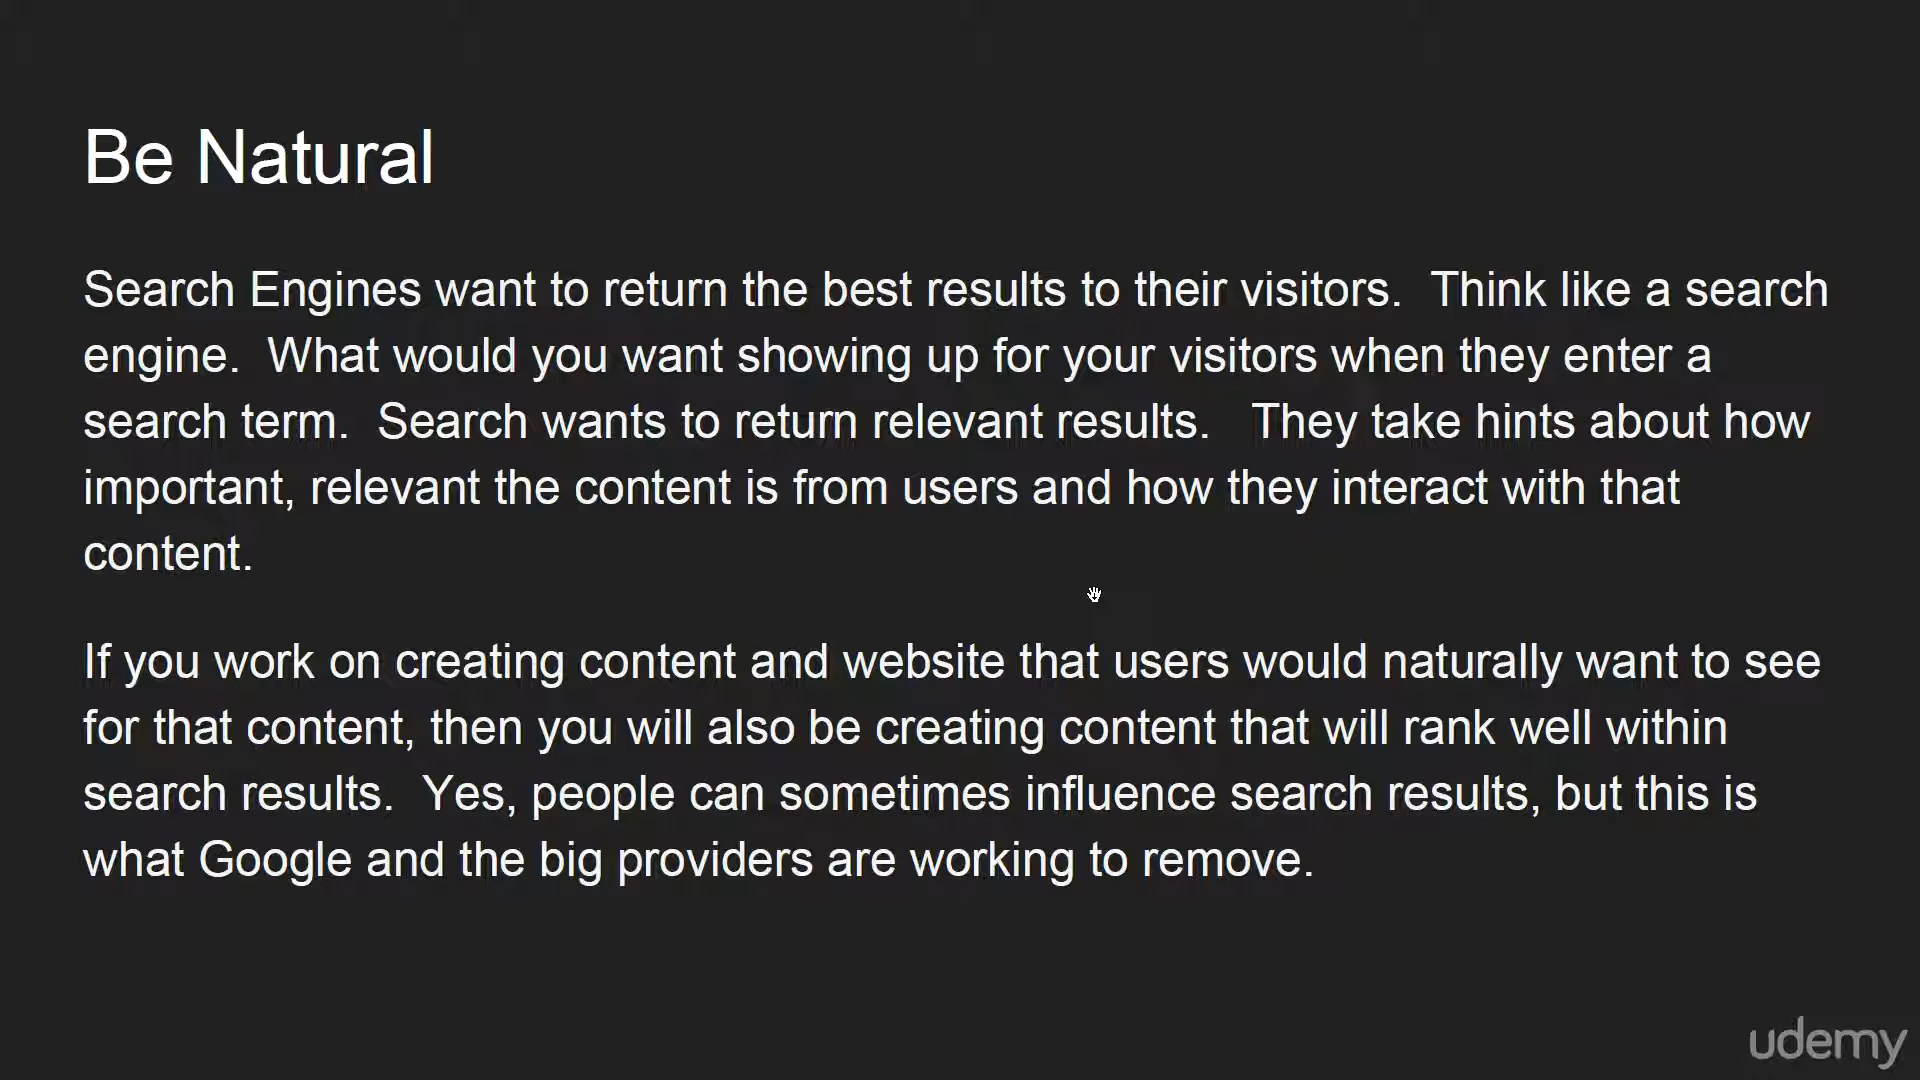 Be Natural
Search Engines want to return the best results to their visitors.  Think like a search
engine.  What would you want showing up for your visitors when they enter a
search term.  Search wants to return relevant results.   They take hints about how
important, relevant the content is from users and how they interact with that
content.
If you work on creating content and website that users would naturally want to see
for that content, then you will also be creating content that will rank well within
search results.  Yes, people can sometimes influence search results, but this is
what Google and the big providers are working to remove.
udemy